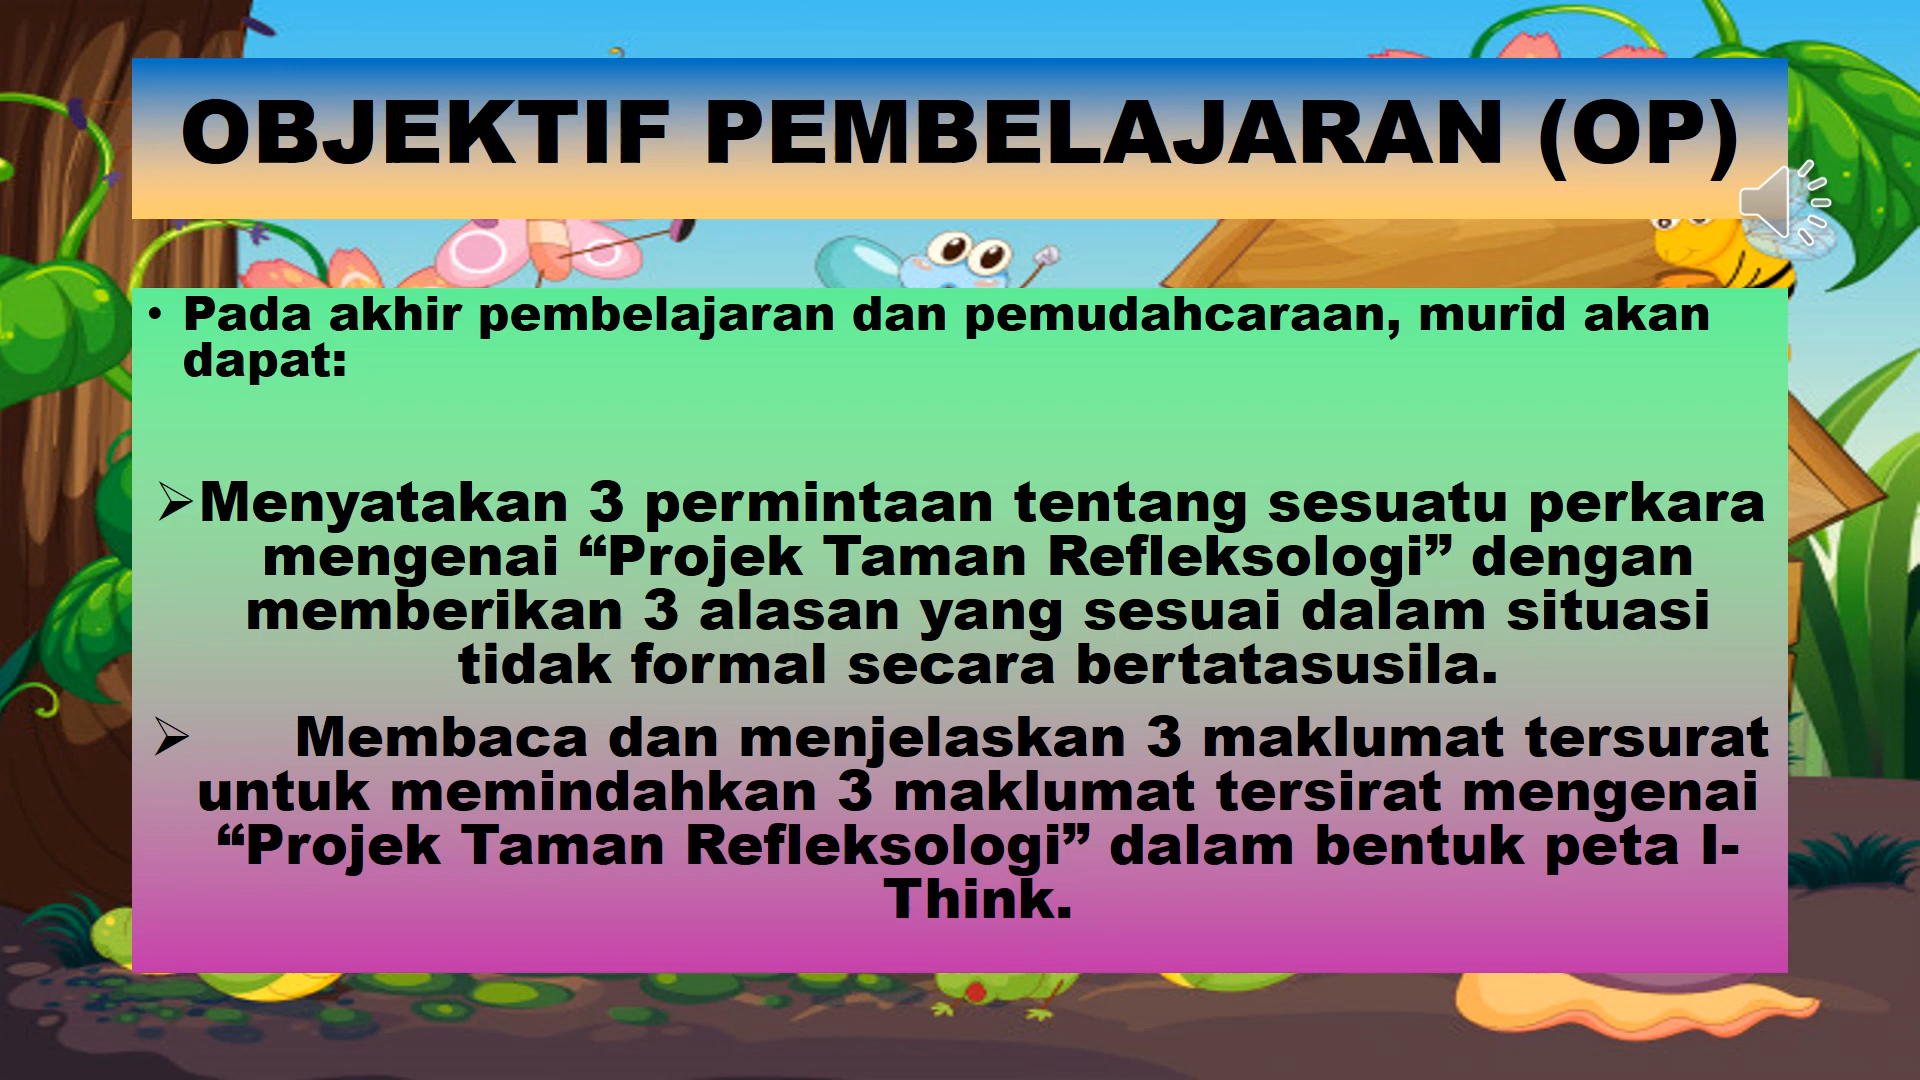 OBJEKTIF PEMBELAJARAN (OP)
• Pada akhir pembelajaran dan pemudahcaraan, murid akan
dapat:
➢Menyatakan 3 permintaan tentang sesuatu perkara
mengenai “Projek Taman Refleksologi” dengan
memberikan 3 alasan yang sesuai dalam situasi
tidak formal secara bertatasusila.
➢ Membaca dan menjelaskan 3 maklumat tersurat
untuk memindahkan 3 maklumat tersirat mengenai
“Projek Taman Refleksologi” dalam bentuk peta I-
Think.